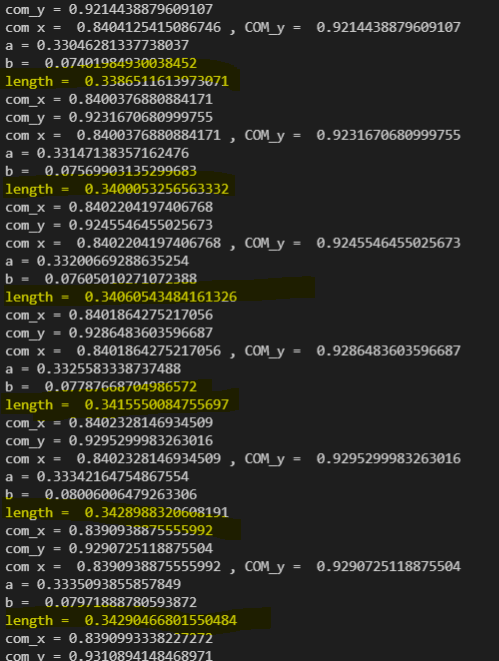 com_y = 0.9214438879609107
com x =  0.8404125415086746 , COM_y =  0.9214438879609107
a = 0.33046281337738037
b =  0.07401984930038452
length =  0.3386511613973071
com_x = 0.8400376880884171
com_y = 0.9231670680999755
com x =  0.8400376880884171 , COM_y =  0.9231670680999755
a = 0.33147138357162476
b =  0.07569903135299683
length =  0.3400053256563332
com_x = 0.8402204197406768
com_y = 0.9245546455025673
com x =  0.8402204197406768 , COM_y =  0.9245546455025673
a = 0.33200669288635254
b =  0.07605010271072388
length =  0.34060543484161326
com_x = 0.8401864275217056
com_y = 0.9286483603596687
com x =  0.8401864275217056 , COM_y =  0.9286483603596687
a = 0.3325583338737488
b =  0.07787668704986572
length =  0.3415550084755697
com_x = 0.8402328146934509
com_y = 0.9295299983263016
com x =  0.8402328146934509 , COM_y =  0.9295299983263016
a = 0.33342164754867554
b =  0.08006006479263306
length =  0.3428988320608191
com_x = 0.8390938875555992
com_y = 0.9290725118875504
com x =  0.8390938875555992 , COM_y =  0.9290725118875504
a = 0.3335093855857849
b =  0.07971888780593872
length =  0.34290466801550484
com_x = 0.8390993338227272
com_y = 0.9310894148468971